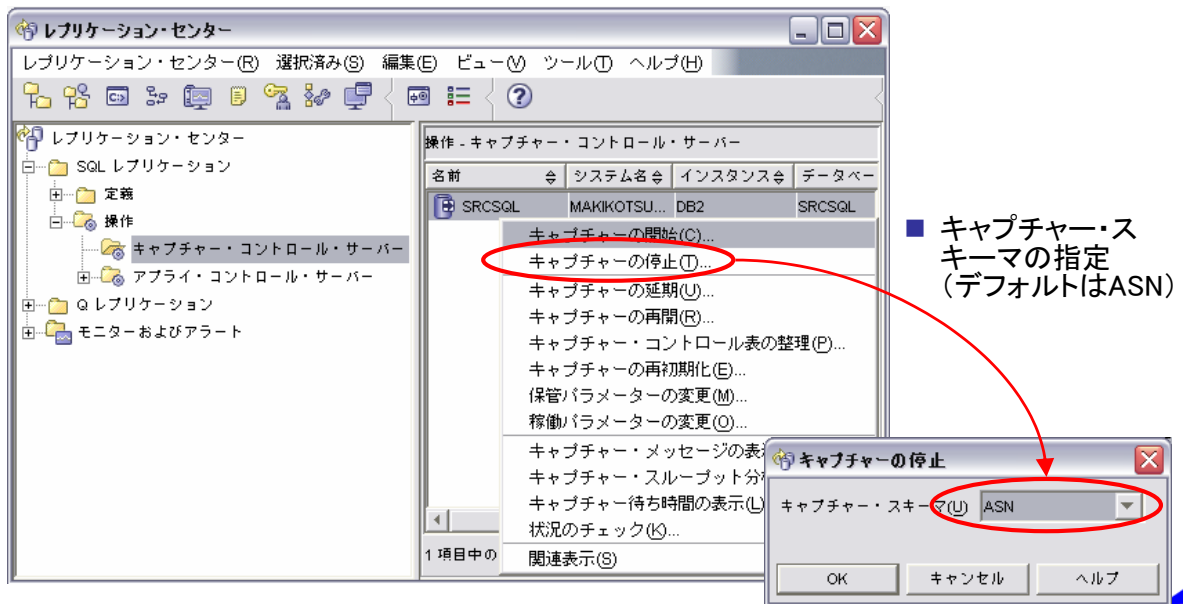 レプリケーション・センター
レプリケーション・センター(R) 選択済み(S) 編集(E) ビュー(V) ツール(T) ヘルプ(H)
レプリケーション・センター
SQL レプリケーション
定義
操作
キャプチャー・コントロール・サーバー
アプライ・コントロール・サーバー
Q レプリケーション
モニターおよびアラート
操作 - キャプチャー・コントロール・サーバー
名前 システム名 インスタンス データベー
SRCSQL MAKIKOTSU... DB2 SRCSQL
キャプチャーの開始(C)...
キャプチャーの停止(T)...
キャプチャーの延期(U)...
キャプチャーの再開(R)...
キャプチャー・コントロール表の整理(P)...
キャプチャーの再初期化(E)...
保管パラメーターの変更(M)...
稼働パラメーターの変更(O)...
キャプチャー・メッセージの表
キャプチャー・スループット分
キャプチャー待ち時間の表示(L)
状況のチェック(K)...
関連表示(S)
1 項目中の
■ キャプチャー・ス
キーマの指定
（デフォルトはASN）
キャプチャーの停止
キャプチャー・スキーマ(U) ASN
OK キャンセル ヘルプ